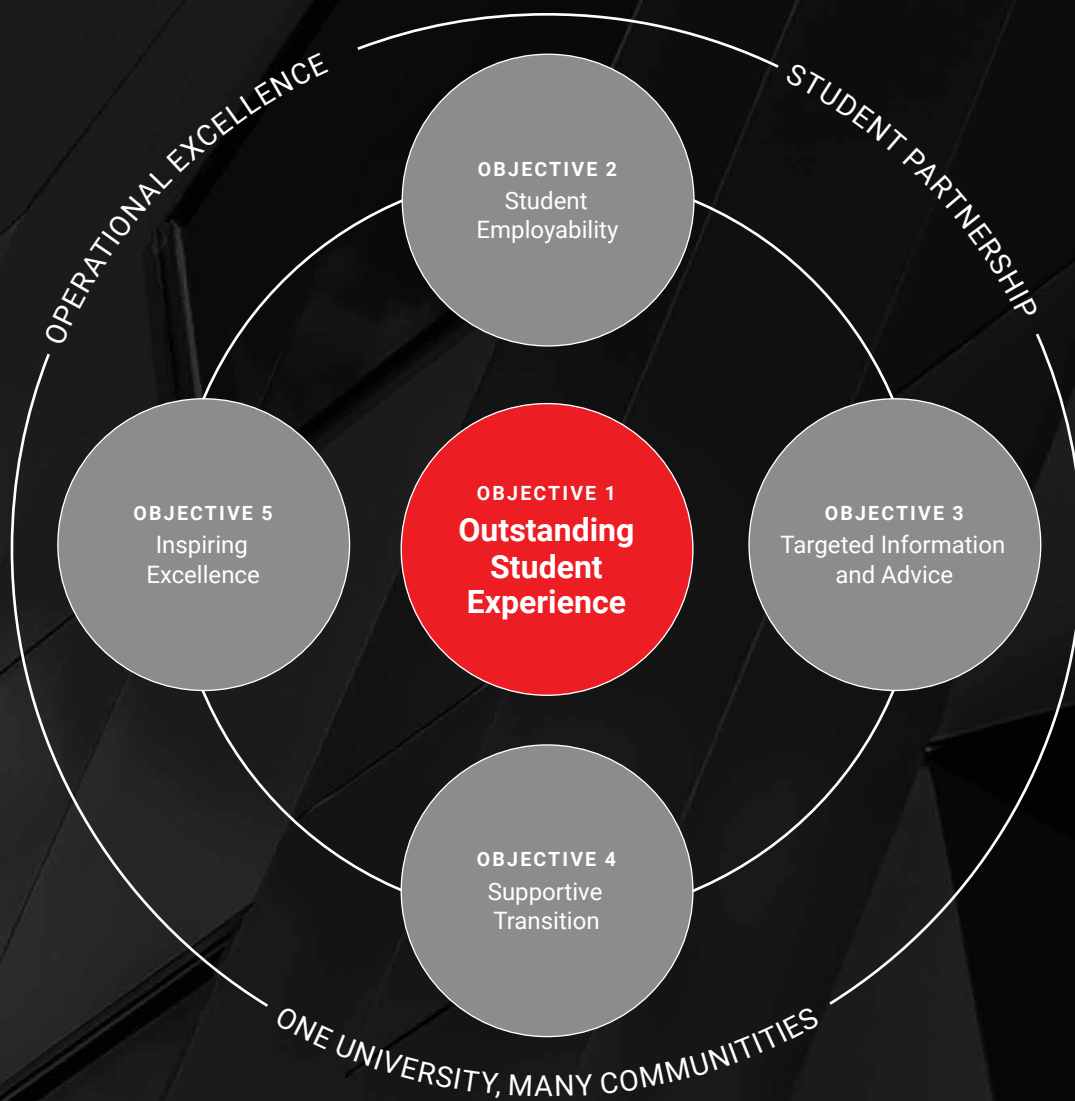 OPERATIONAL EXCELLENCE
STUDENT PARTNERSHIP
OBJECTIVE 2
Student
Employability
OBJECTIVE 5
Inspiring
Excellence
OBJECTIVE 1
Outstanding
Student
Experience
OBJECTIVE 3
Targeted Information
and Advice
OBJECTIVE 4
Supportive
Transition
ONE UNIVERSITY, MANY COMMUNITITIES